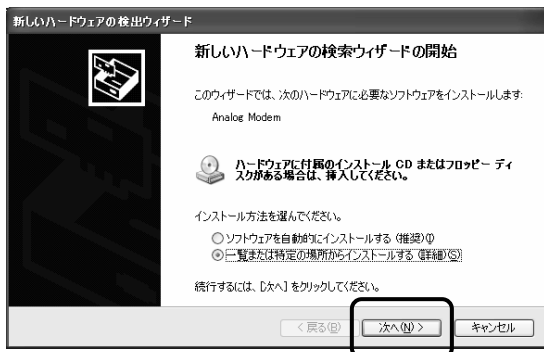 新しいハードウェアの検出ウィザード
新しいハードウェアの検索ウィザードの開始
このウィザードでは、次のハードウェアに必要なソフトウェアをインストールします:
Analog Modem
ハードウェアに付属のインストール CD またはフロッピー ディ
スクがある場合は、挿入してください。
インストール方法を選んでください。
ソフトウェアを自動的にインストールする (推奨)(I)
一覧または特定の場所からインストールする (詳細)(S)
続行するには、[次へ] をクリックしてください。
< 戻る(B) 次へ(N) > キャンセル